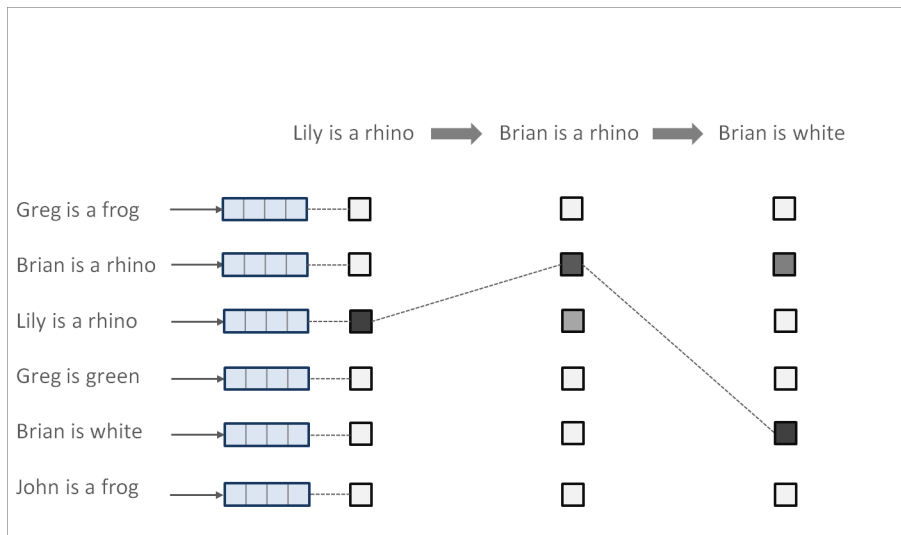 Lily is a rhino
Brian is a rhino
Brian is white
Greg is a frog
Brian is a rhino
Lily is a rhino
Greg is green
Brian is white
John is a frog